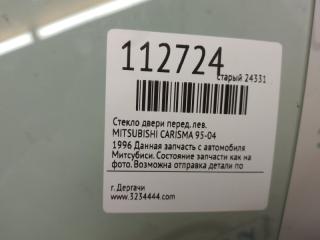 112724
старый 24331
Стекло двери перед. лев.
MITSUBISHI CARISMA 95-04
1996 Данная запчасть с автомобиля
Митсубиси. Состояние запчасти как на
фото. Возможна отправка детали по
г. Дергачи
www.3234444.com